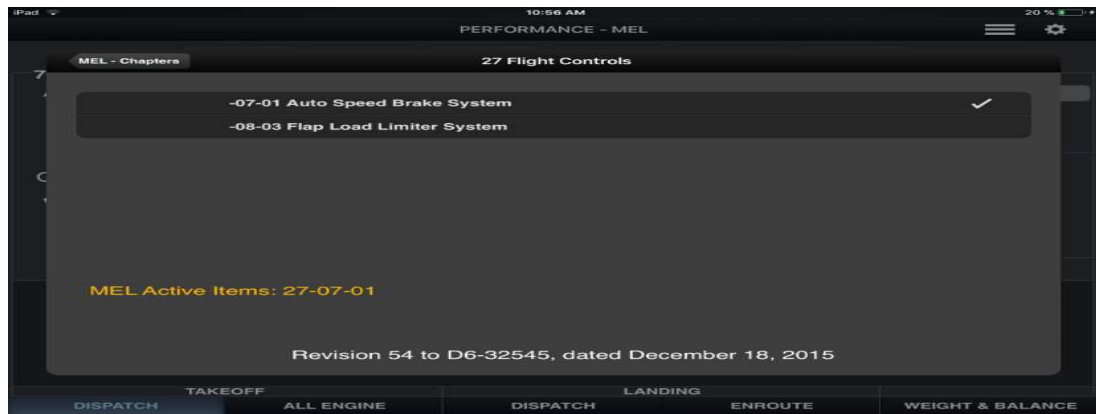 iPad 10:56 AM 20 %
PERFORMANCE - MEL
MEL - Chapters 27 Flight Controls
7
-07-01 Auto Speed Brake System
-08-03 Flap Load Limiter System
C
MEL Active Items: 27-07-01
Revision 54 to D6-32545, dated December 18, 2015
TAKEOFF LANDING
DISPATCH ALL ENGINE DISPATCH ENROUTE WEIGHT & BALANCE